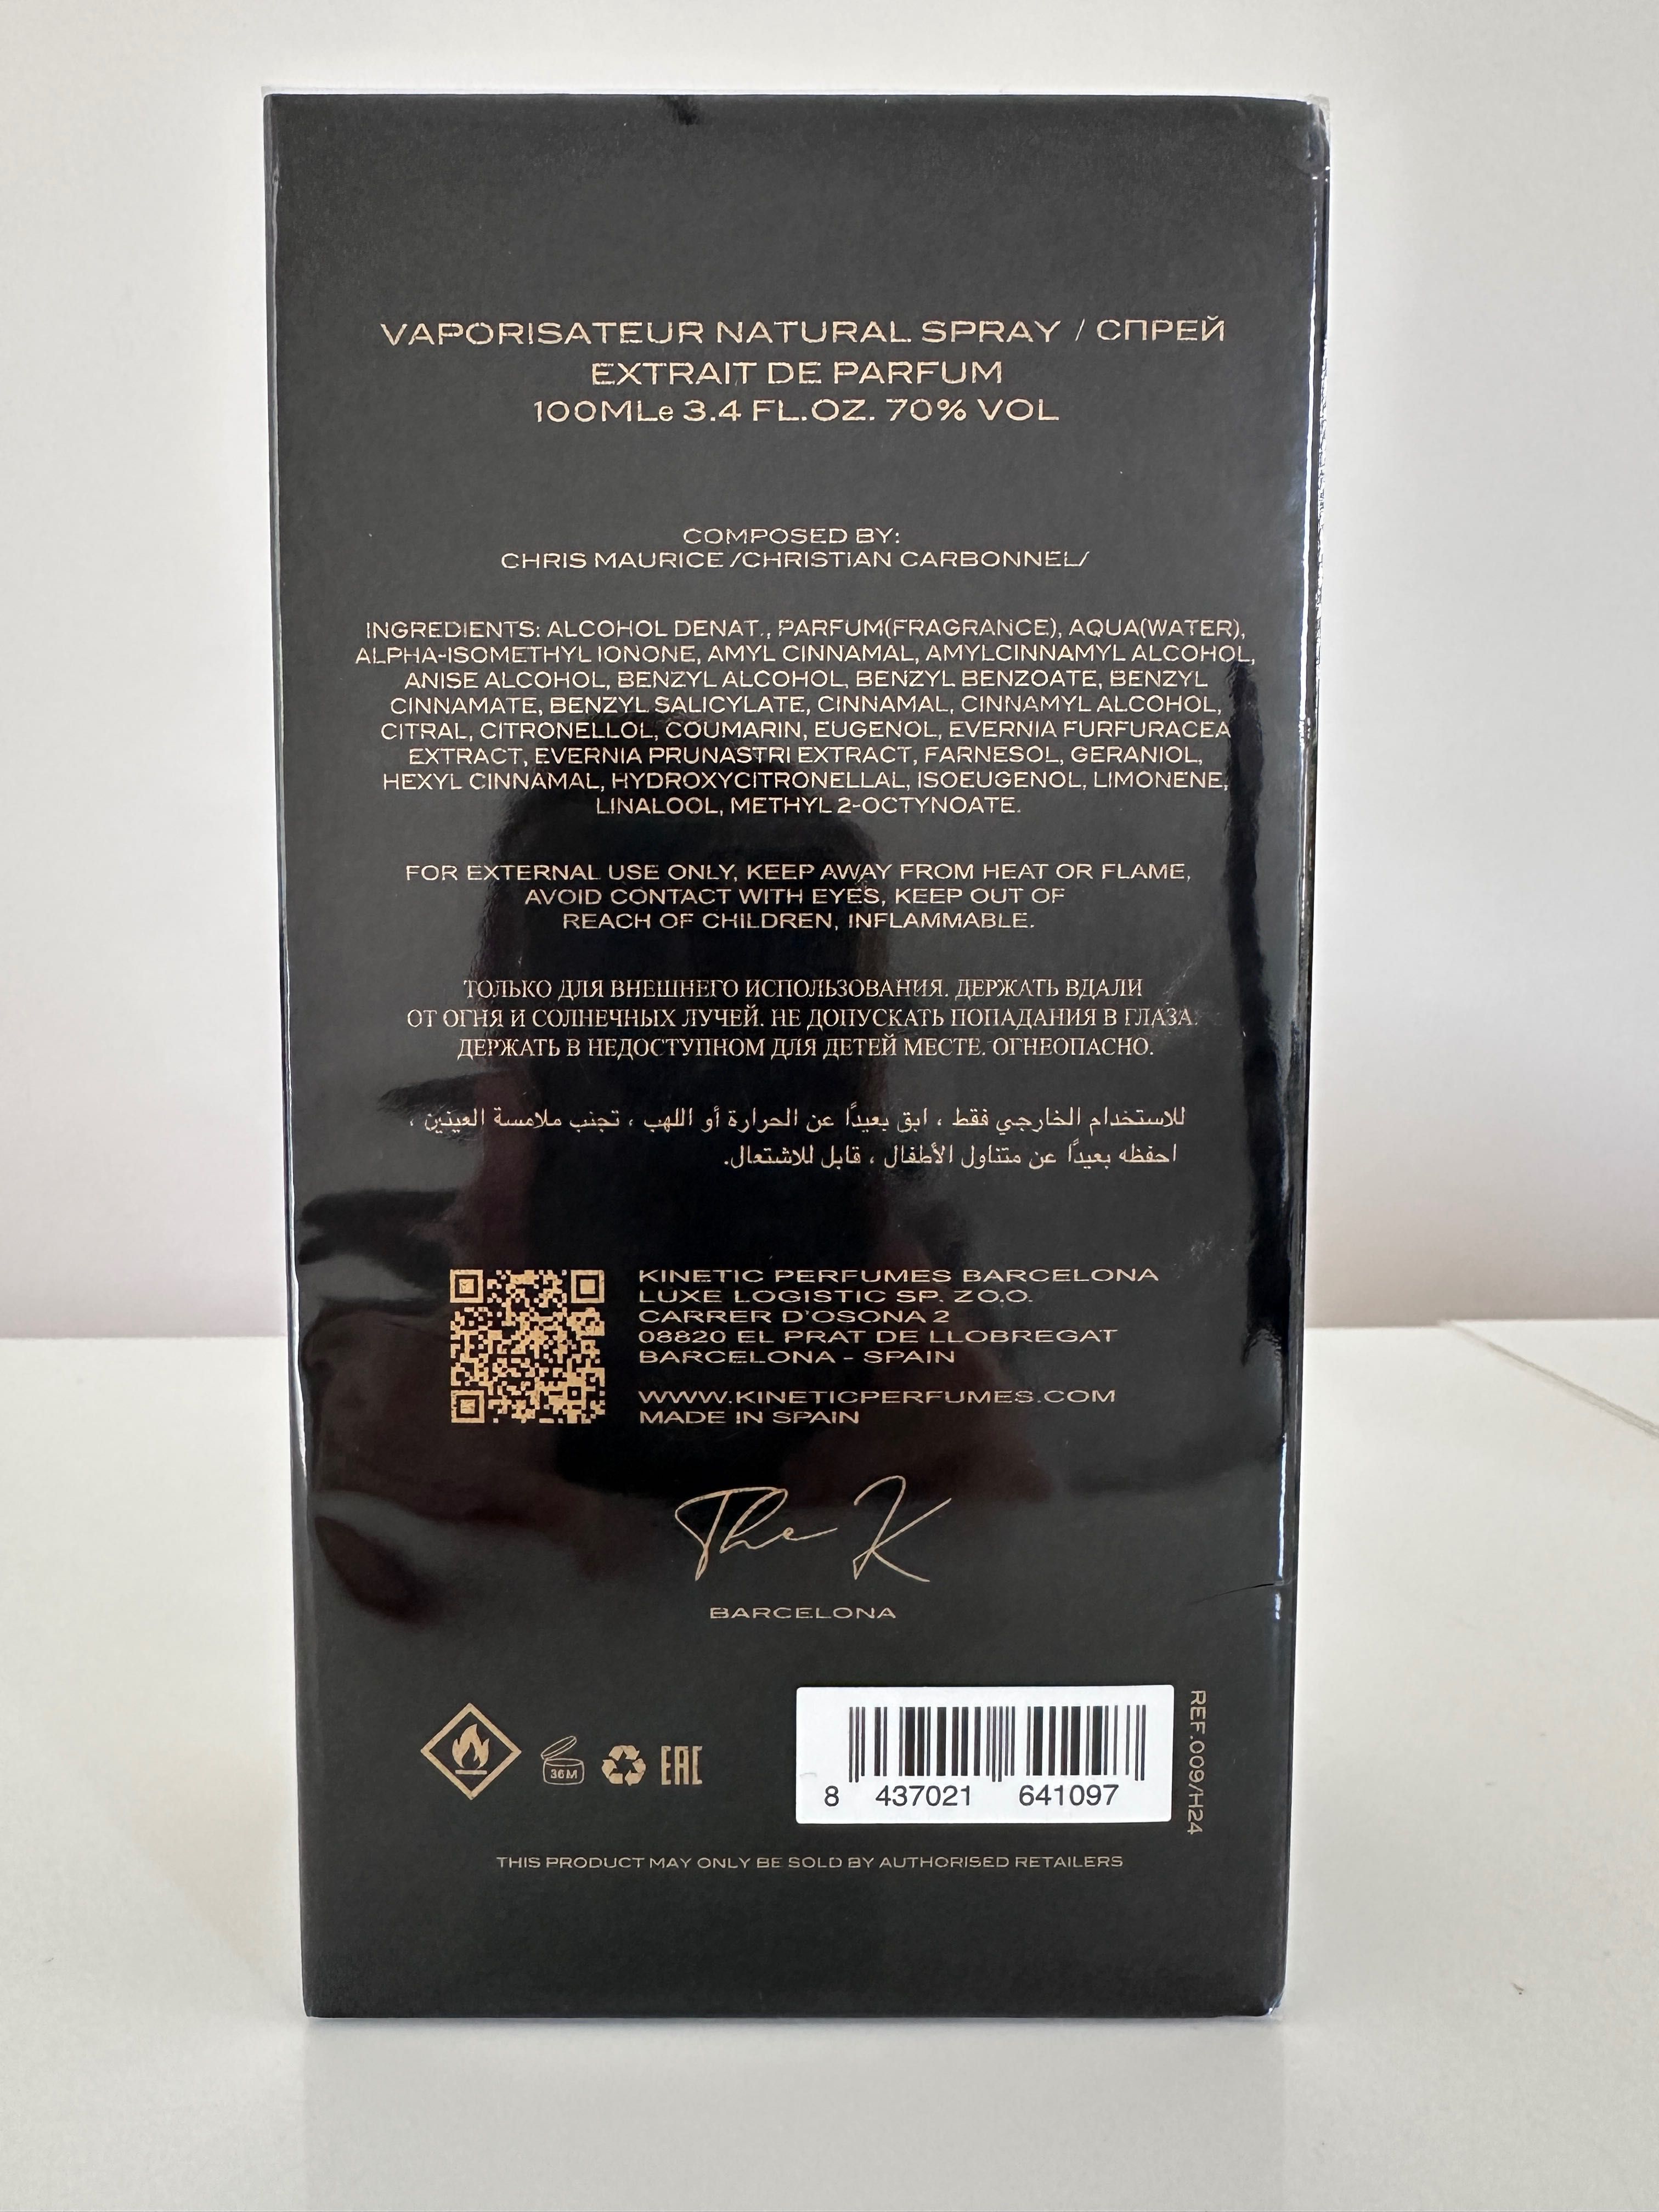 VAPORISATEUR NATURAL SPRAY / СПРЕЙ
EXTRAIT DE PARFUM
100MLe 3.4 FL.OZ. 70% VOL
COMPOSED BY:
CHRIS MAURICE /CHRISTIAN CARBONNEL/
INGREDIENTS: ALCOHOL DENAT., PARFUM(FRAGRANCE), AQUA(WATER),
ALPHA-ISOMETHYL IONONE, AMYL CINNAMAL, AMYLCINNAMYL ALCOHOL,
ANISE ALCOHOL, BENZYL ALCOHOL, BENZYL BENZOATE, BENZYL
CINNAMATE, BENZYL SALICYLATE, CINNAMAL, CINNAMYL ALCOHOL,
CITRAL, CITRONELLOL, COUMARIN, EUGENOL, EVERNIA FURFURACEA
EXTRACT, EVERNIA PRUNASTRI EXTRACT, FARNESOL, GERANIOL,
HEXYL CINNAMAL, HYDROXYCITRONELLAL, ISOEUGENOL, LIMONENE,
LINALOOL, METHYL 2-OCTYNOATE.
FOR EXTERNAL USE ONLY, KEEP AWAY FROM HEAT OR FLAME,
AVOID CONTACT WITH EYES, KEEP OUT OF
REACH OF CHILDREN, INFLAMMABLE.
ТОЛЬКО ДЛЯ ВНЕШНЕГО ИСПОЛЬЗОВАНИЯ. ДЕРЖАТЬ ВДАЛИ
ОТ ОГНЯ И СОЛНЕЧНЫХ ЛУЧЕЙ. НЕ ДОПУСКАТЬ ПОПАДАНИЯ В ГЛАЗА.
ДЕРЖАТЬ В НЕДОСТУПНОМ ДЛЯ ДЕТЕЙ МЕСТЕ. ОГНЕОПАСНО.
للاستخدام الخارجي فقط ، ابق بعيدًا عن الحرارة أو اللهب ، تجنب ملامسة العينين ،
احفظه بعيدًا عن متناول الأطفال ، قابل للاشتعال.
KINETIC PERFUMES BARCELONA
LUXE LOGISTIC SP. ZO.O.
CARRER D'OSONA 2
08820 EL PRAT DE LLOBREGAT
BARCELONA - SPAIN
WWW.KINETICPERFUMES.COM
MADE IN SPAIN
The K
BARCELONA
36M
EAC
8 437021 641097
REF.009/H24
THIS PRODUCT MAY ONLY BE SOLD BY AUTHORISED RETAILERS